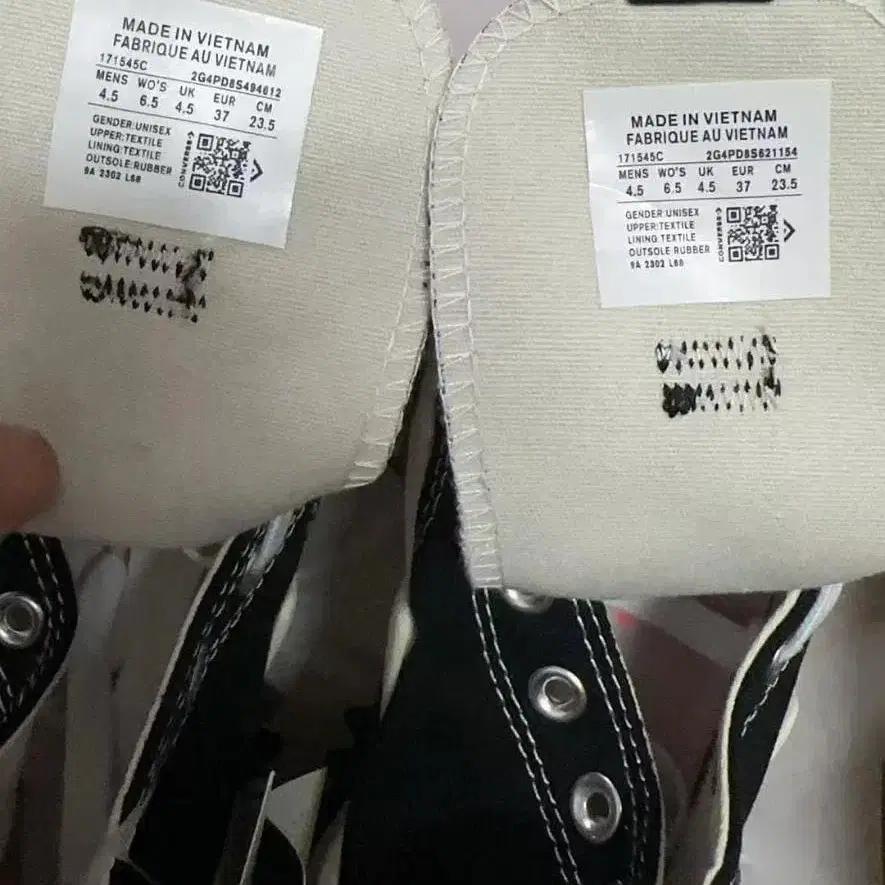 MADE IN VIETNAM
FABRIQUE AU VIETNAM
171545C 2G4PD8S494612
MENS WO'S UK EUR CM
4.5 6.5 4.5 37 23.5
GENDER:UNISEX
UPPER:TEXTILE
LINING:TEXTILE
OUTSOLE:RUBBER
9A 2302 L68
CONVERSE
MADE IN VIETNAM
FABRIQUE AU VIETNAM
171545C 2G4PD8S621154
MENS WO'S UK EUR CM
4.5 6.5 4.5 37 23.5
GENDER:UNISEX
UPPER:TEXTILE
LINING:TEXTILE
OUTSOLE:RUBBER
9A 2302 L68
CONVERSE